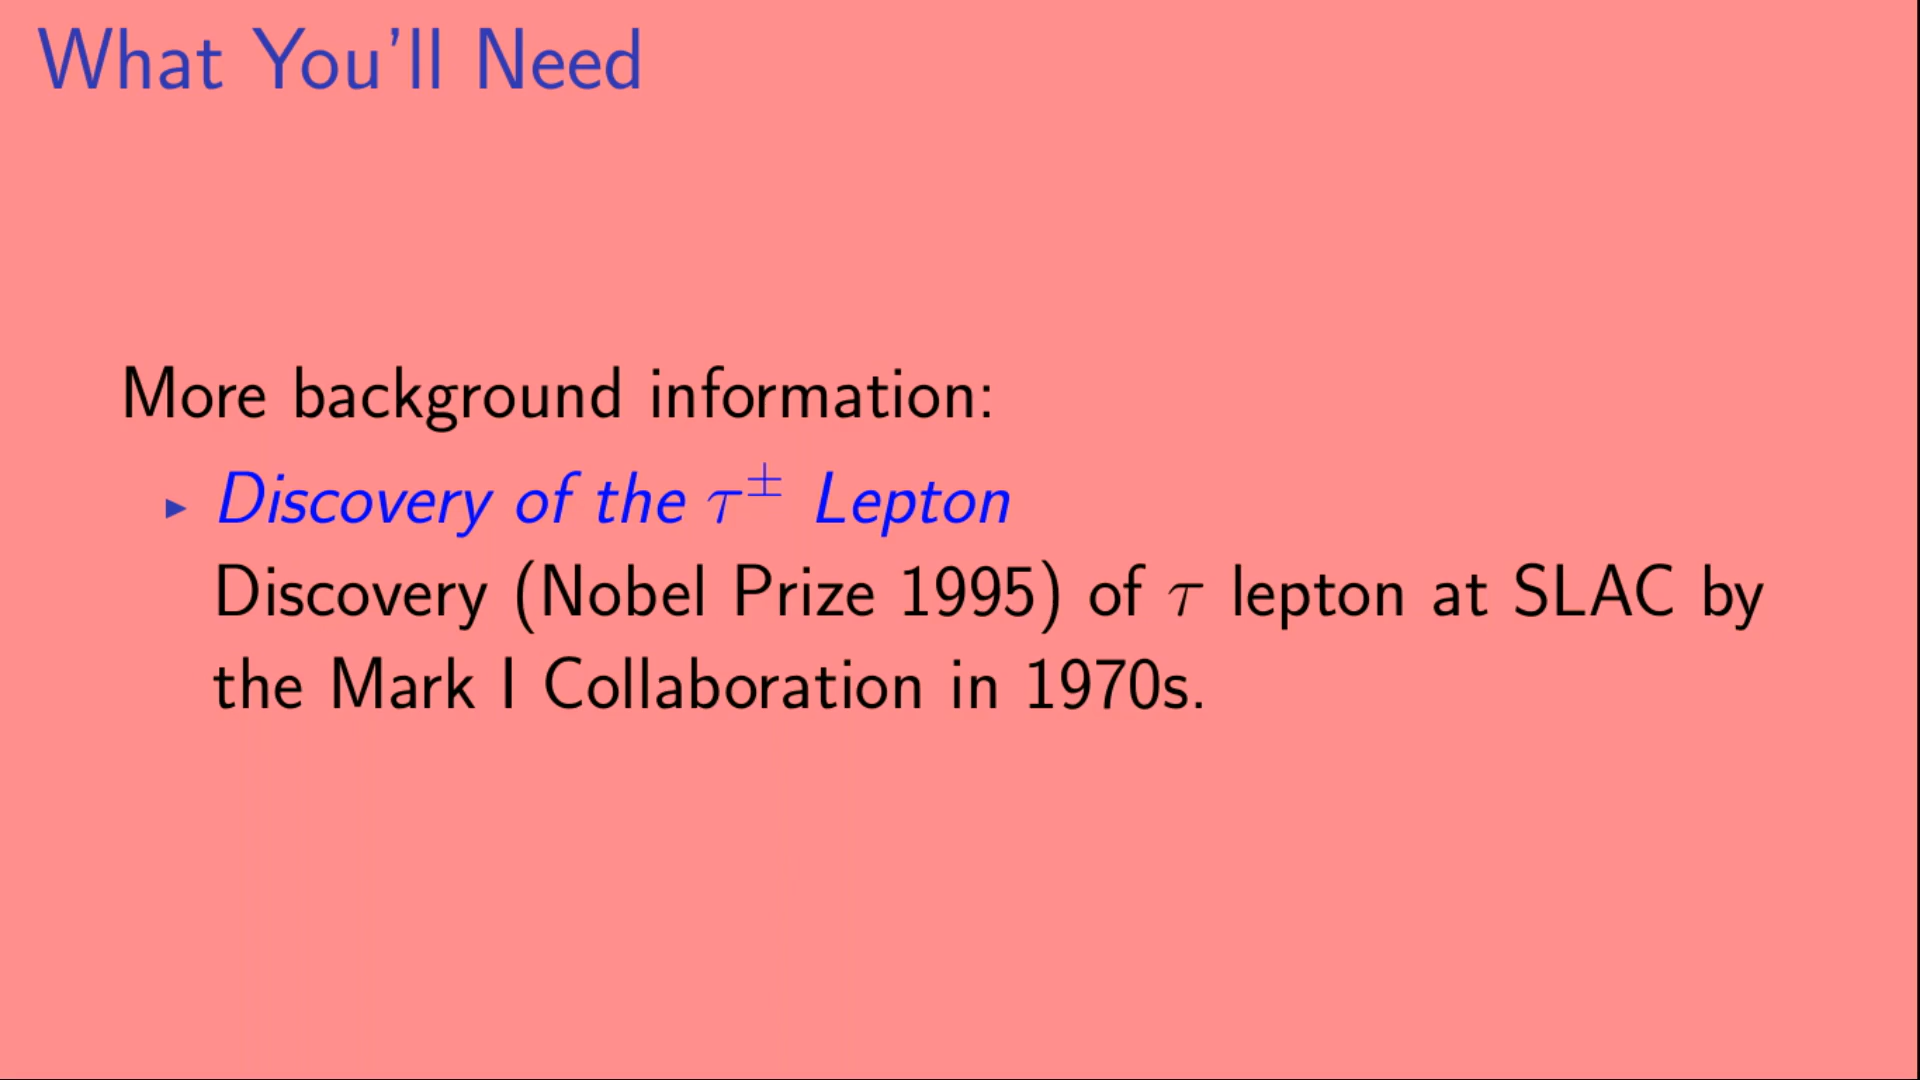 What You'll Need
More background information:
▸ Discovery of the τ± Lepton
Discovery (Nobel Prize 1995) of τ lepton at SLAC by
the Mark I Collaboration in 1970s.